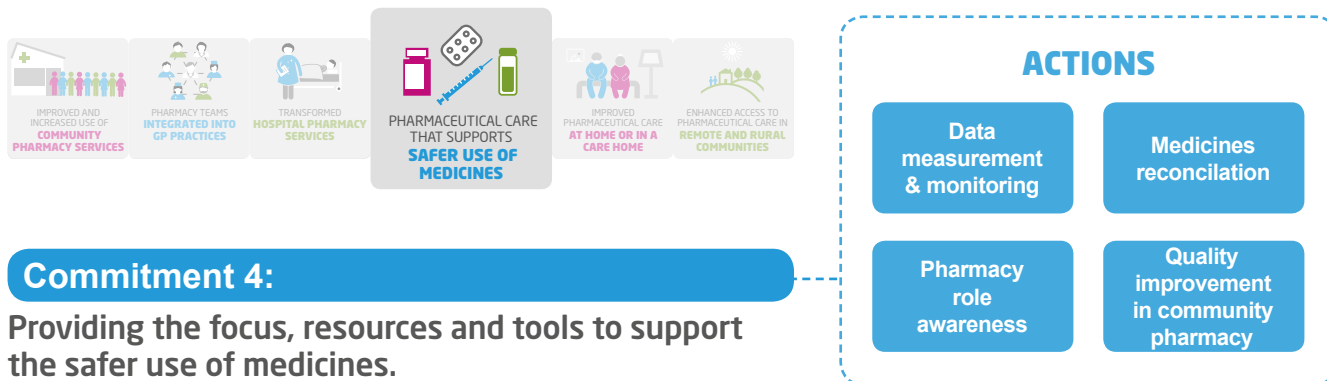 IMPROVED AND
INCREASED USE OF
COMMUNITY
PHARMACY SERVICES
PHARMACY TEAMS
INTEGRATED INTO
GP PRACTICES
TRANSFORMED
HOSPITAL PHARMACY
SERVICES
PHARMACEUTICAL CARE
THAT SUPPORTS
SAFER USE OF
MEDICINES
IMPROVED
PHARMACEUTICAL CARE
AT HOME OR IN A
CARE HOME
ENHANCED ACCESS TO
PHARMACEUTICAL CARE IN
REMOTE AND RURAL
COMMUNITIES
Commitment 4:
Providing the focus, resources and tools to support
the safer use of medicines.
ACTIONS
Data
measurement
& monitoring
Medicines
reconcilation
Pharmacy
role
awareness
Quality
improvement
in community
pharmacy